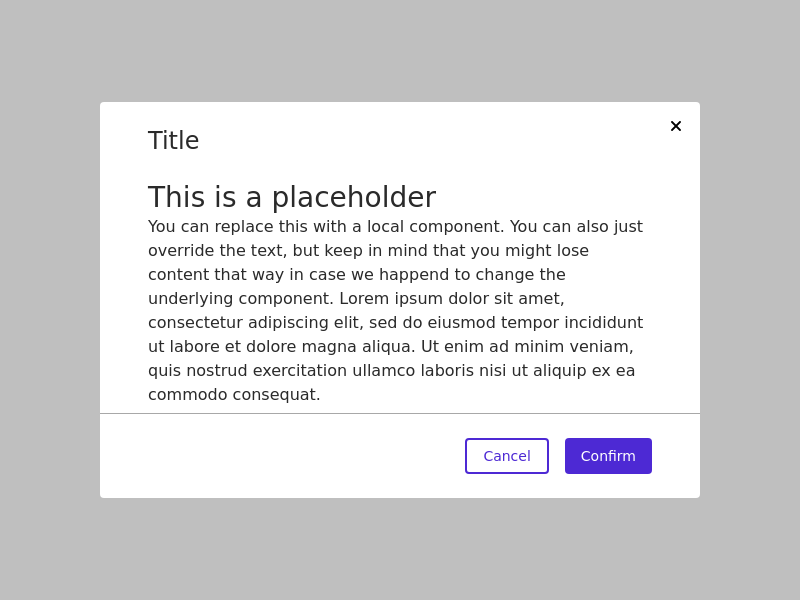 Title
This is a placeholder
You can replace this with a local component. You can also just
override the text, but keep in mind that you might lose
content that way in case we happend to change the
underlying component. Lorem ipsum dolor sit amet,
consectetur adipiscing elit, sed do eiusmod tempor incididunt
ut labore et dolore magna aliqua. Ut enim ad minim veniam,
quis nostrud exercitation ullamco laboris nisi ut aliquip ex ea
commodo consequat.
Cancel
Confirm